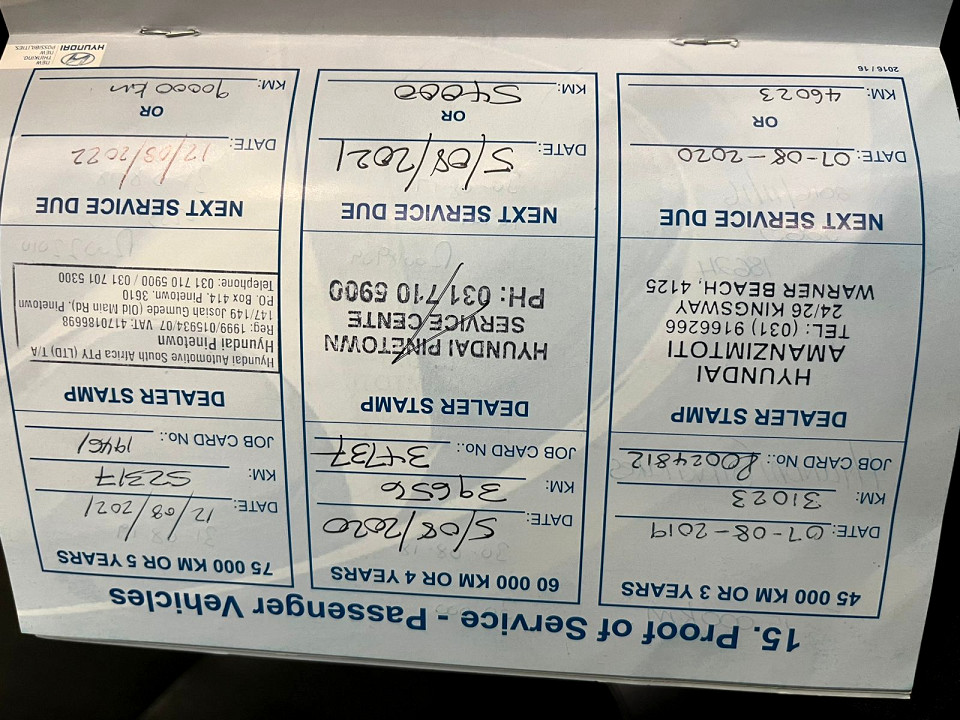 15. Proof of Service - Passenger Vehicles
45 000 KM OR 3 YEARS
DATE: 07-08-2019
KM: 31023
JOB CARD No.: 80024812
DEALER STAMP
HYUNDAI
AMANZIMTOTI
TEL: (031) 9166266
24/26 KINGSWAY
WARNER BEACH, 4125
NEXT SERVICE DUE
DATE: 07-08-2020
OR
KM: 46023
60 000 KM OR 4 YEARS
DATE: 5/08/2020
KM: 39656
JOB CARD No.: 34737
DEALER STAMP
HYUNDAI PINETOWN
SERVICE CENTE
PH: 031 710 5900
NEXT SERVICE DUE
DATE: 5/08/2021
OR
KM: 54000
75 000 KM OR 5 YEARS
DATE: 12/08/2021
KM: 52317
JOB CARD No.: 19461
DEALER STAMP
Hyundai Automotive South Africa PTY (LTD) T/A
Hyundai Pinetown
Reg: 1999/015934/07 VAT: 4170186698
147/149 Josiah Gumede (Old Main Rd), Pinetown
P.O. Box 414, Pinetown, 3610
Telephone: 031 710 5900 / 031 701 5300
NEXT SERVICE DUE
DATE: 12/08/2022
OR
KM: 90000 km
2016 / 16
HYUNDAI
NEW
THINKING.
NEW
POSSIBILITIES.